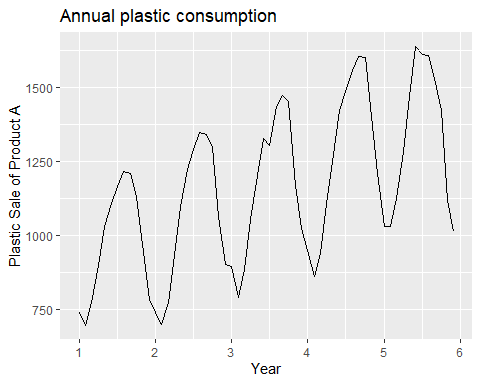 Annual plastic consumption
Plastic Sale of Product A
1500
1250
1000
750
1 2 3 4 5 6
Year